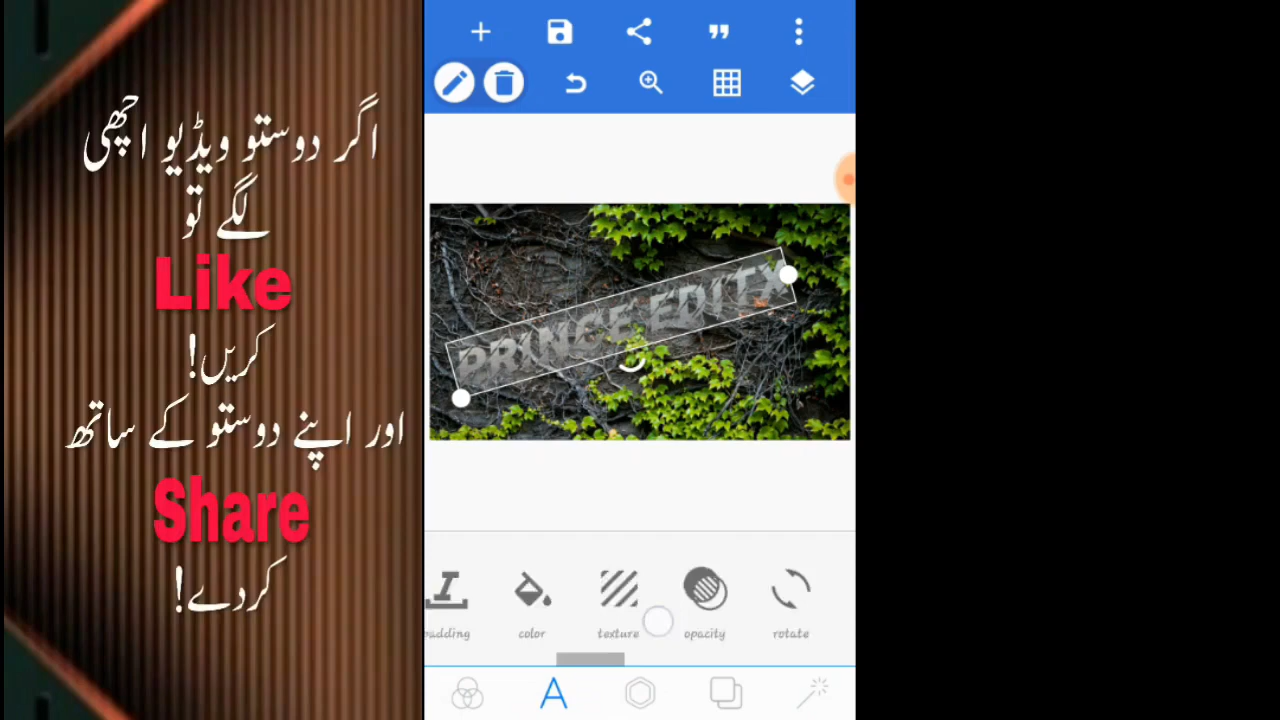 اگر دوستو ویڈیو اچھی
لگے تو
Like
کریں!
اور اپنے دوستو کے ساتھ
Share
کردے!
PRINCE EDITX
padding
color
texture
opacity
rotate